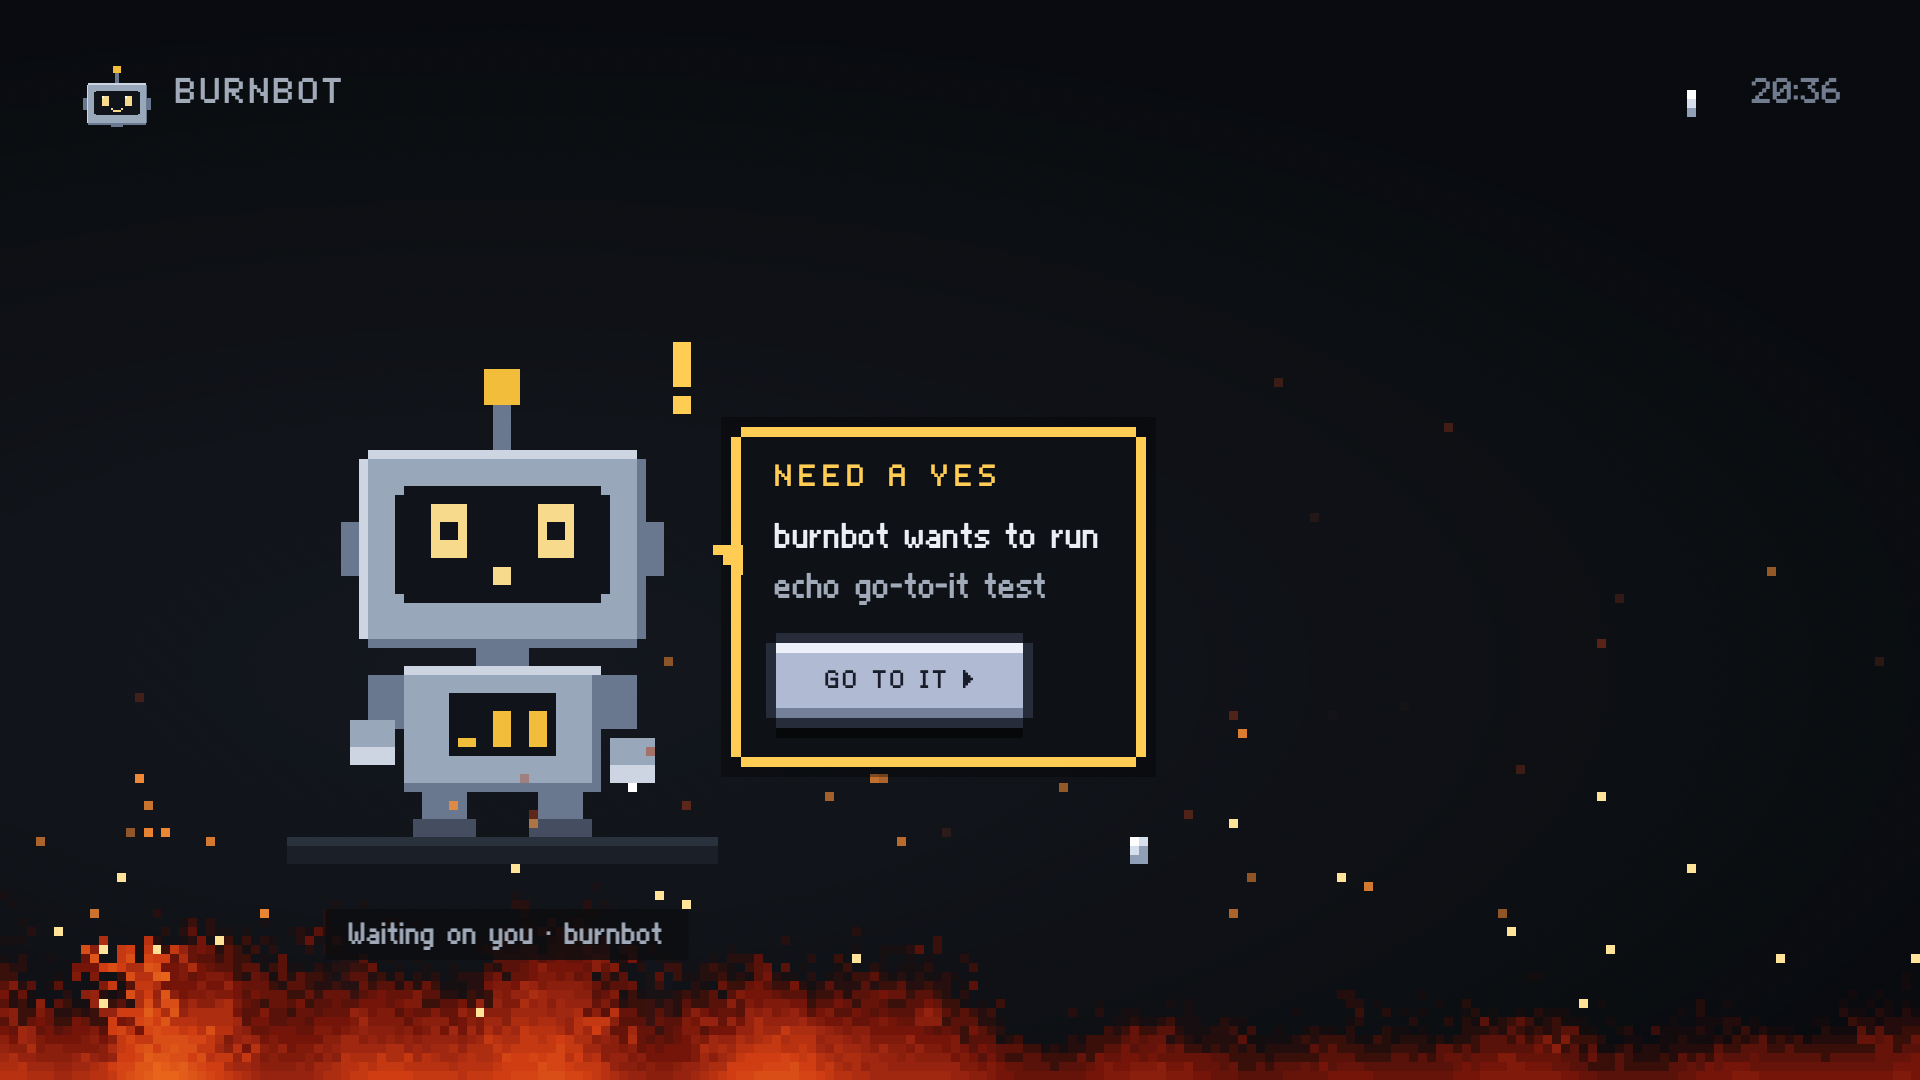 BURNBOT
20:36
NEED A YES
burnbot wants to run
echo go-to-it test
GO TO IT
Waiting on you · burnbot